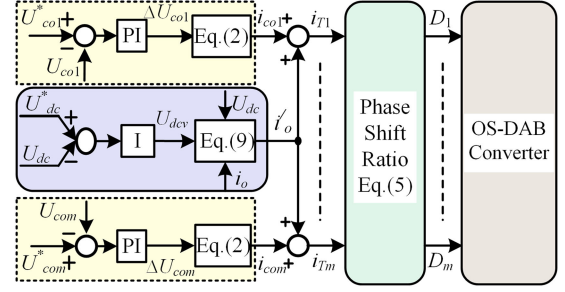 U*co1 + − PI ΔUco1 Eq.(2) ico1 + + iT1 D1
Uco1
U*dc + − I Udcv Eq.(9) Udc i′o
Udc
io
Phase
Shift
Ratio
Eq.(5)
OS-DAB
Converter
Ucom
U*com − + PI ΔUcom Eq.(2) icom + + iTm Dm